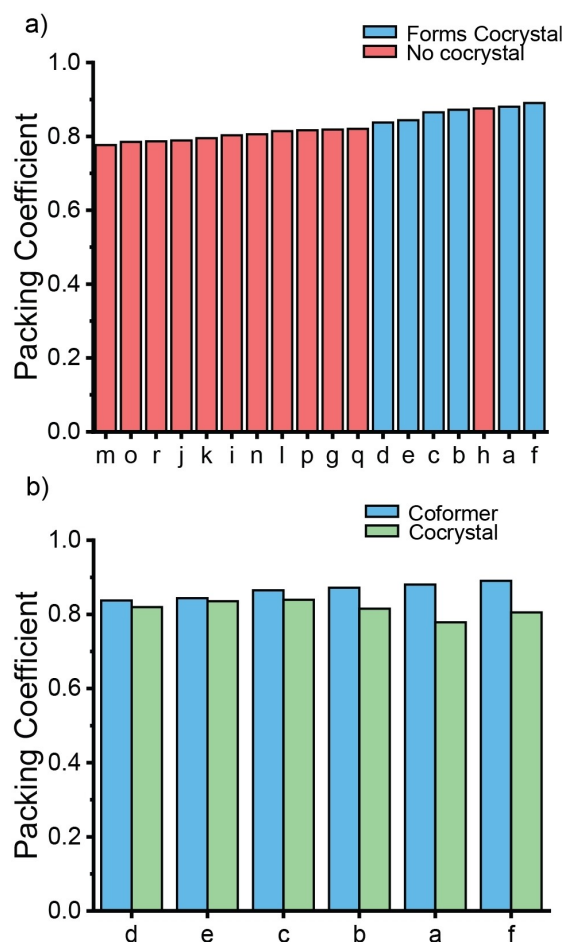 a)
Forms Cocrystal
No cocrystal
Packing Coefficient
1.0
0.8
0.6
0.4
0.2
0.0
m o r j k i n l p g q d e c b h a f
b)
Coformer
Cocrystal
Packing Coefficient
1.0
0.8
0.6
0.4
0.2
0.0
d e c b a f